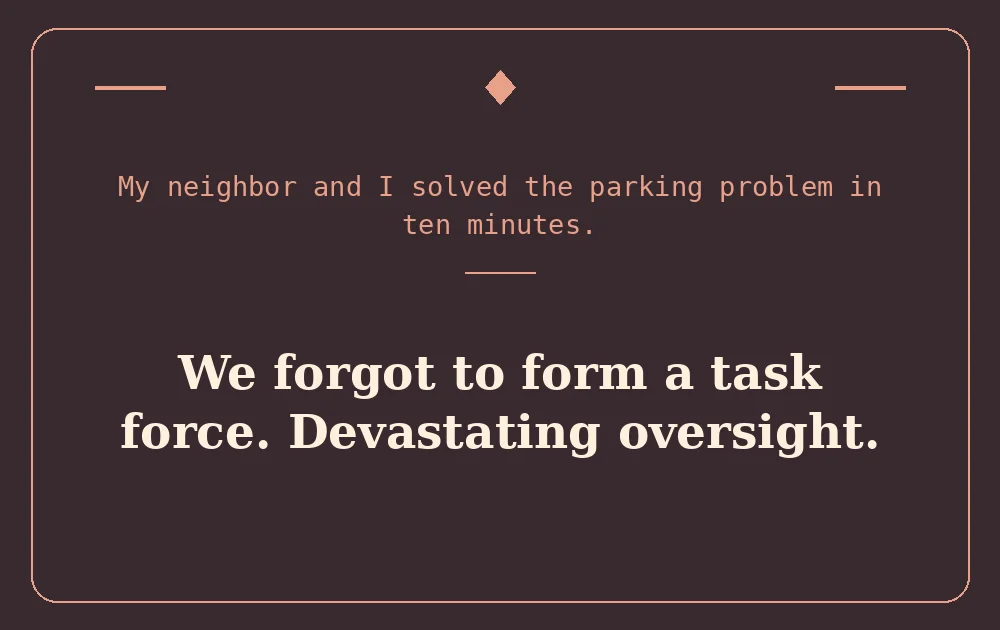 My neighbor and I solved the parking problem in
ten minutes.
We forgot to form a task
force. Devastating oversight.